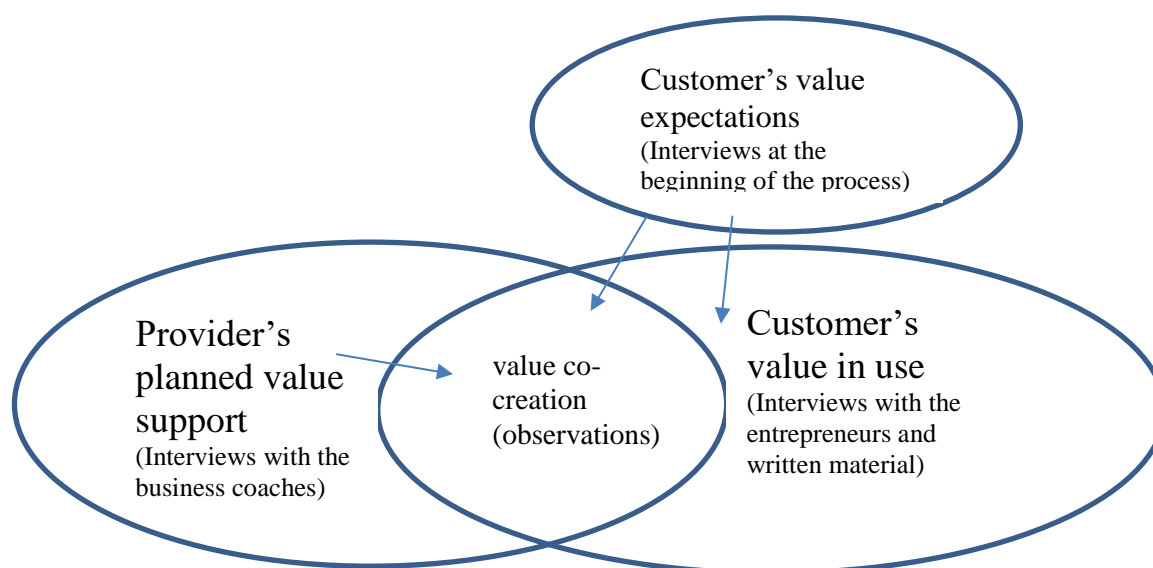 Customer’s value
expectations
(Interviews at the
beginning of the process)
Provider’s
planned value
support
(Interviews with the
business coaches)
value co-
creation
(observations)
Customer’s
value in use
(Interviews with the
entrepreneurs and
written material)